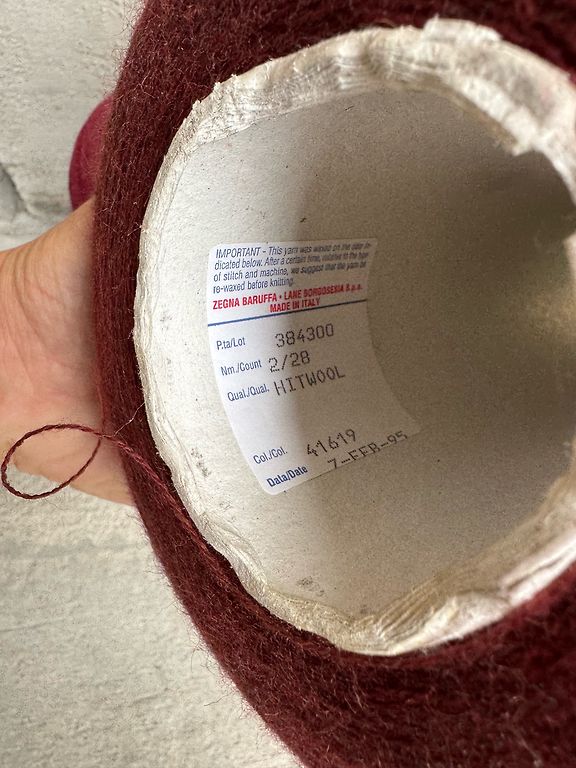 IMPORTANT - This yarn was waxed on the date in-
dicated below. After a certain time, relative to the type
of stitch and machine, we suggest that the yarn be
re-waxed before knitting.
ZEGNA BARUFFA • LANE BORGOSESIA S.p.a.
MADE IN ITALY
P.ta/Lot 384300
Nm./Count 2/28
Qual./Qual. HITWOOL
Col./Col. 41619
Data/Date 7-FEB-95